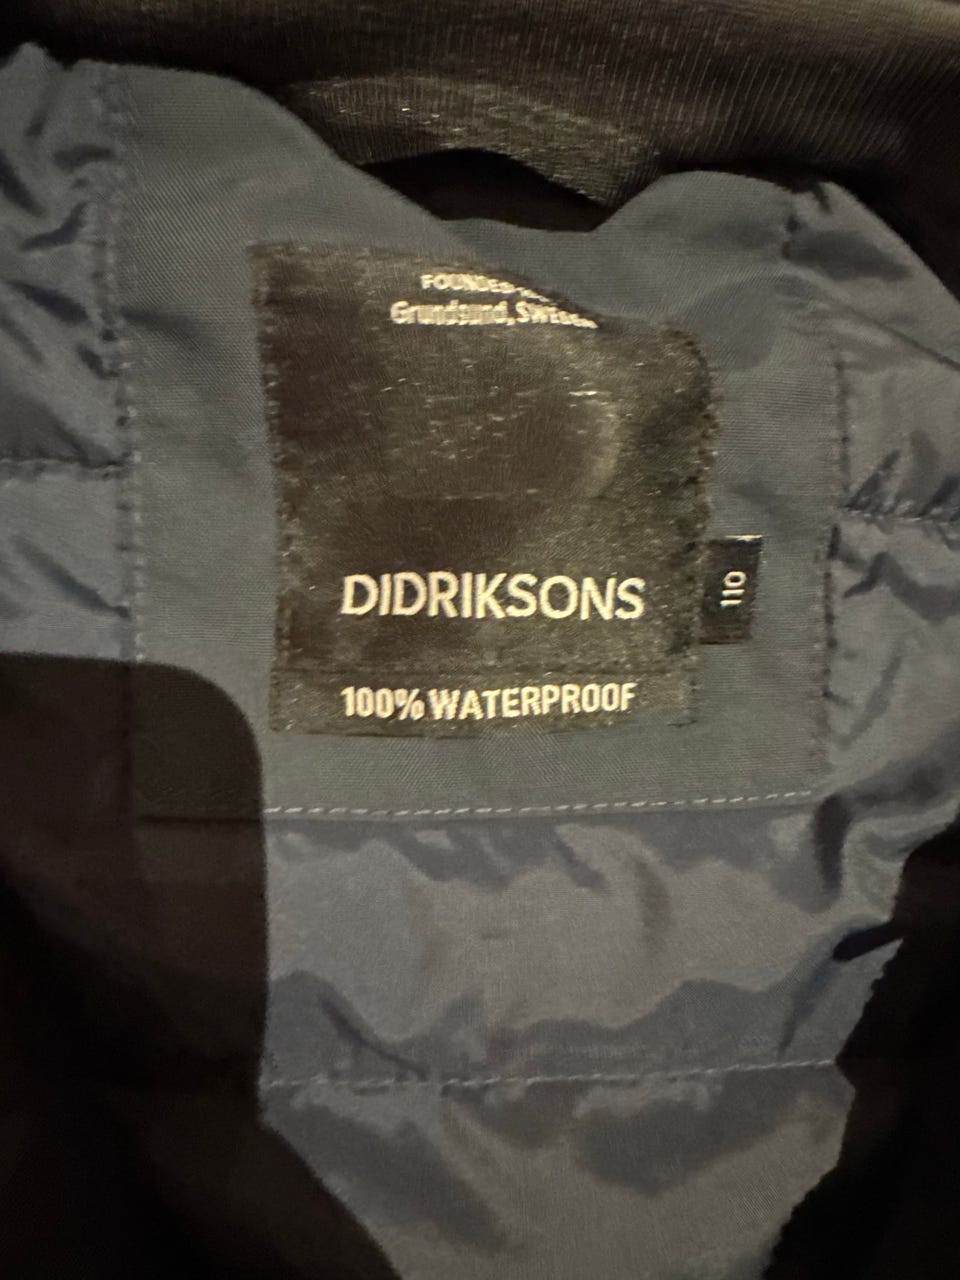 FOUNDED
Grundsund, SWEDEN
DIDRIKSONS
110
100% WATERPROOF